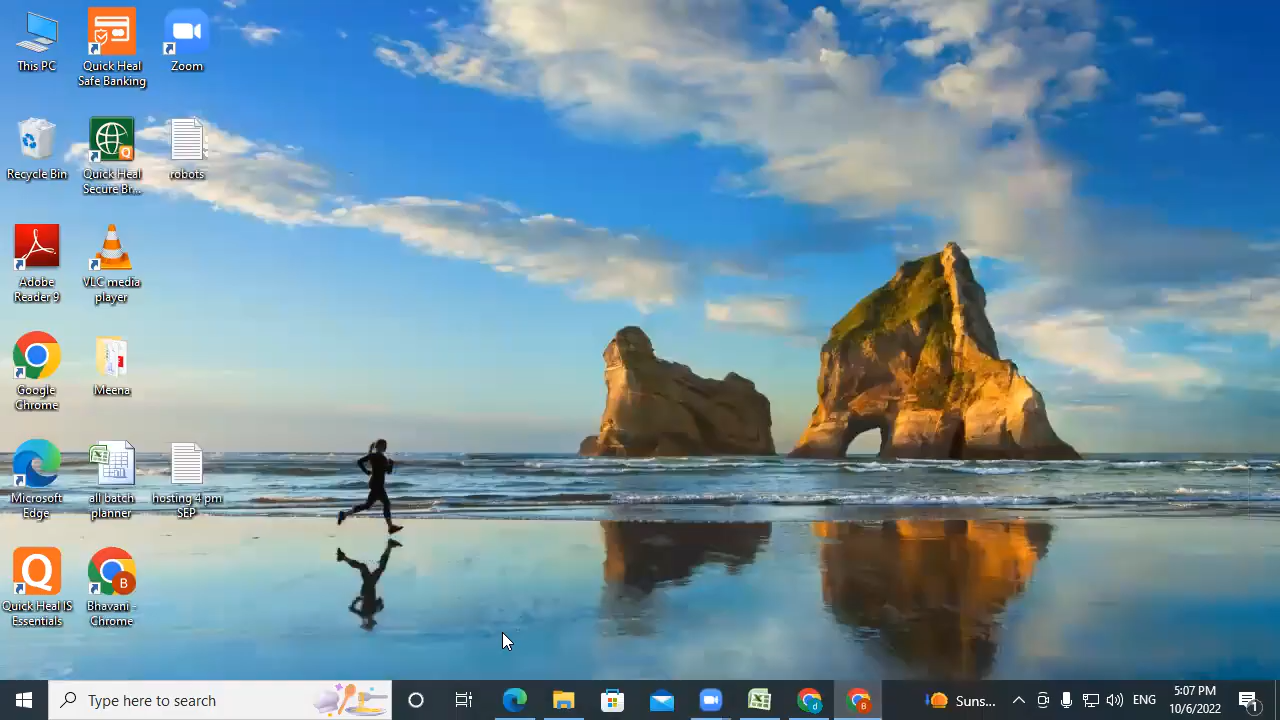 This PC
Quick Heal
Safe Banking
Zoom
Recycle Bin
Quick Heal
Secure Br...
robots
Adobe
Reader 9
VLC media
player
Google
Chrome
Meena
Microsoft
Edge
all batch
planner
hosting 4 pm
SEP
Quick Heal IS
Essentials
Bhavani -
Chrome
Type here to search
Suns...
ENG
5:07 PM
10/6/2022
1